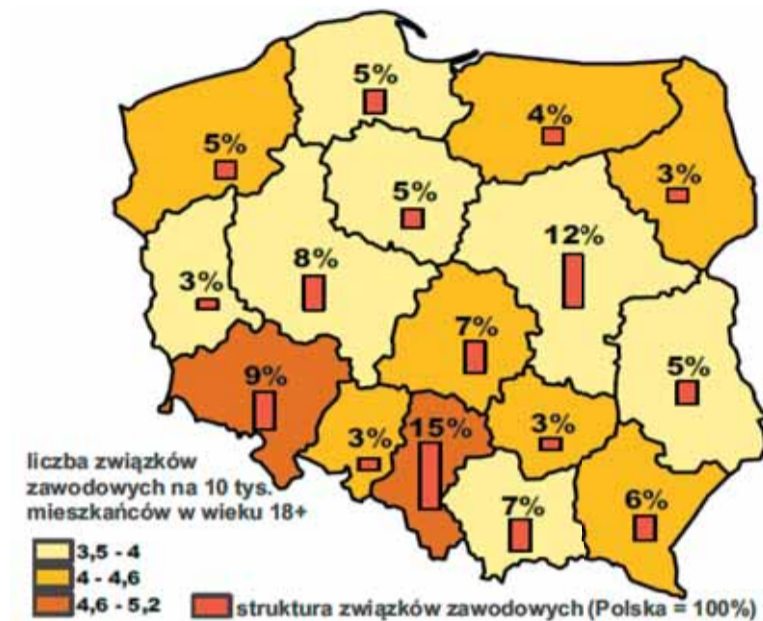 5%
4%
5%
3%
5%
12%
8%
3%
7%
5%
9%
3%
15%
3%
7%
6%
liczba związków
zawodowych na 10 tys.
mieszkańców w wieku 18+
3,5 - 4
4 - 4,6
4,6 - 5,2
struktura związków zawodowych (Polska = 100%)